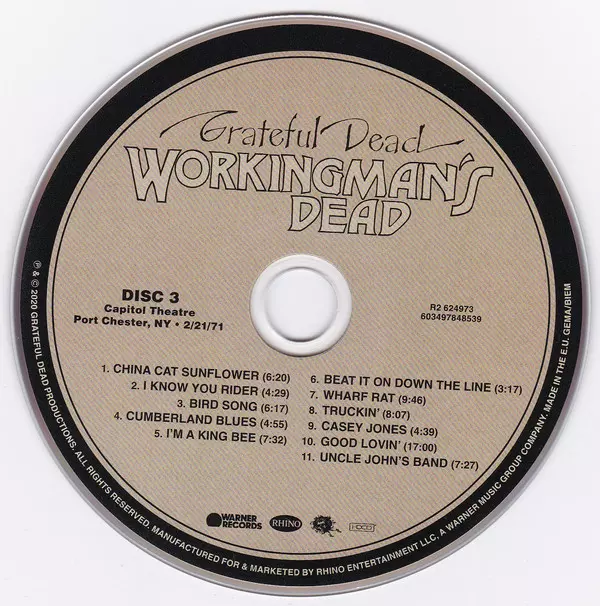 Grateful Dead
WORKINGMAN'S
DEAD
DISC 3
Capitol Theatre
Port Chester, NY • 2/21/71
R2 624973
603497848539
1. CHINA CAT SUNFLOWER (6:20)
2. I KNOW YOU RIDER (4:29)
3. BIRD SONG (6:17)
4. CUMBERLAND BLUES (4:55)
5. I'M A KING BEE (7:32)
6. BEAT IT ON DOWN THE LINE (3:17)
7. WHARF RAT (9:46)
8. TRUCKIN' (8:07)
9. CASEY JONES (4:39)
10. GOOD LOVIN' (17:00)
11. UNCLE JOHN'S BAND (7:27)
WARNER
RECORDS
RHINO
HDCD
℗ & © 2020 GRATEFUL DEAD PRODUCTIONS. ALL RIGHTS RESERVED. MANUFACTURED FOR & MARKETED BY RHINO ENTERTAINMENT LLC, A WARNER MUSIC GROUP COMPANY. MADE IN THE E.U. GEMA/BIEM